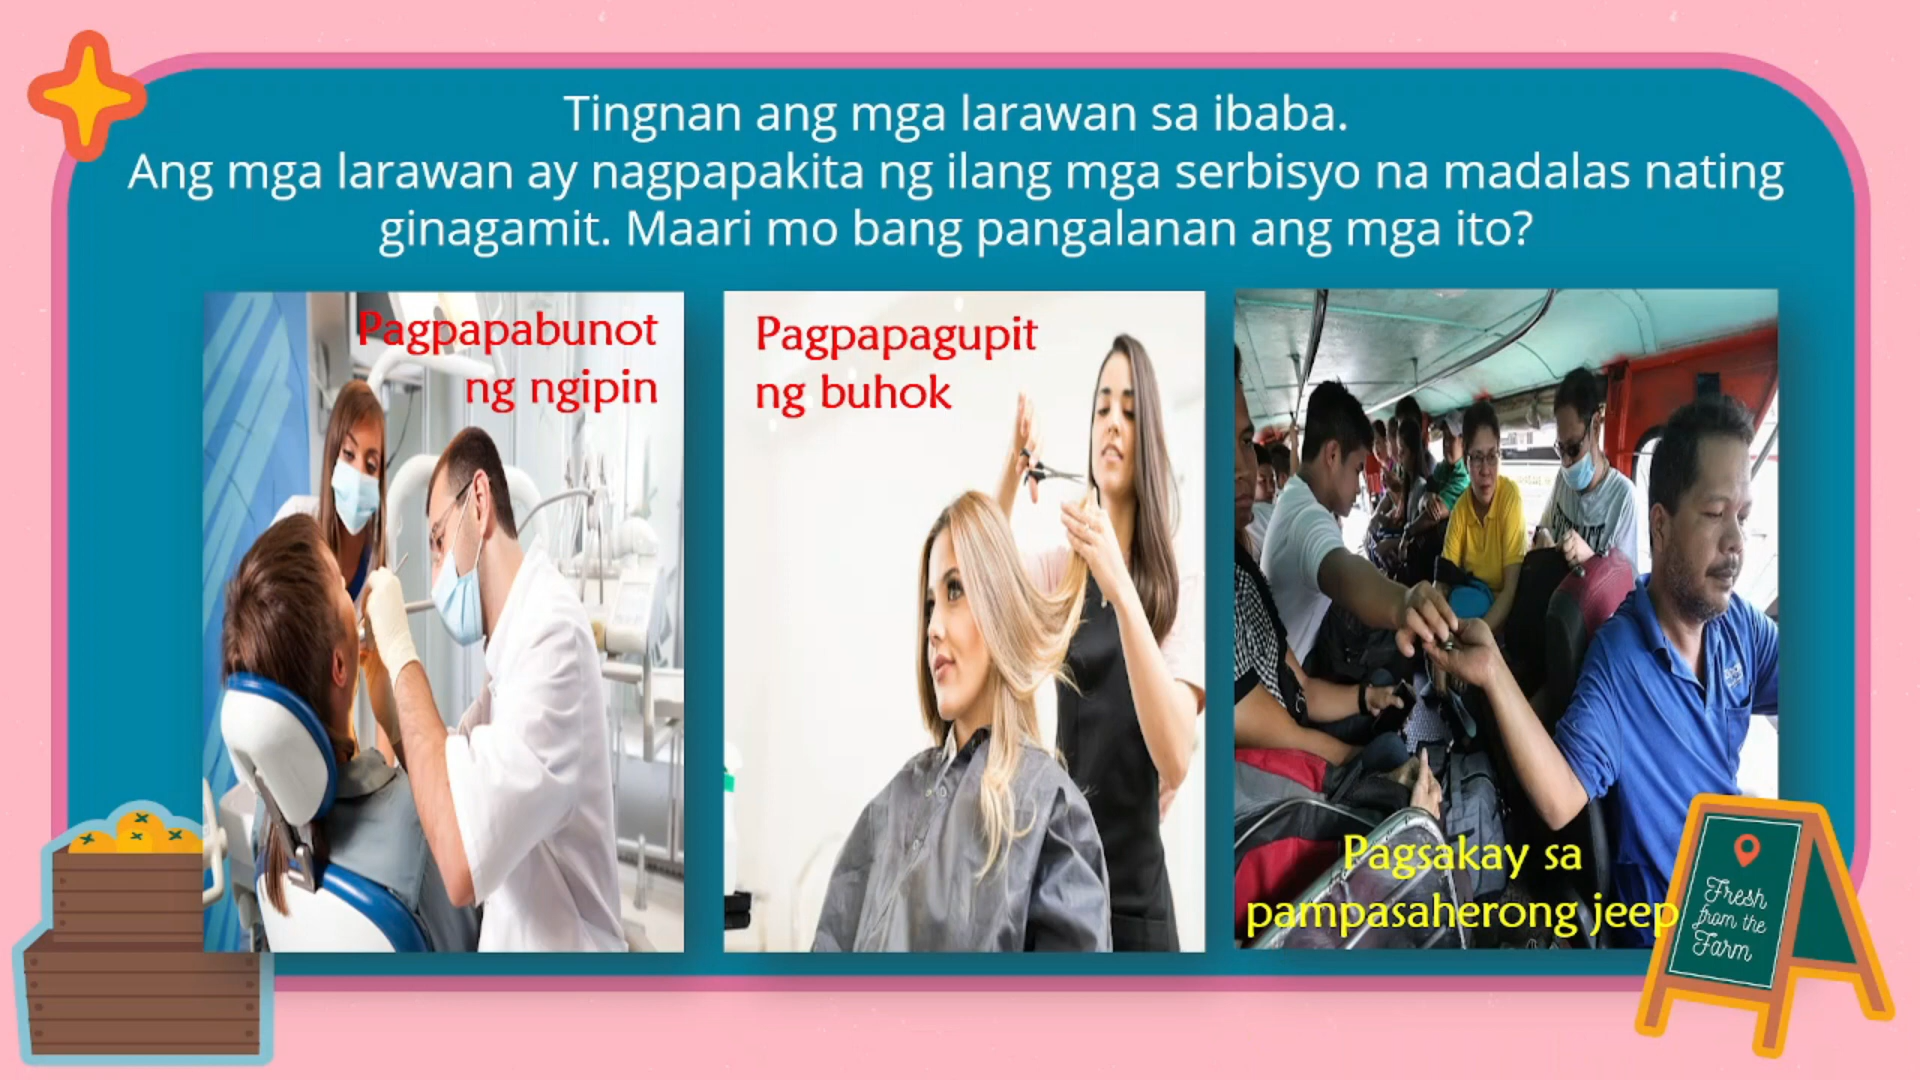 Tingnan ang mga larawan sa ibaba.
Ang mga larawan ay nagpapakita ng ilang mga serbisyo na madalas nating
ginagamit. Maari mo bang pangalanan ang mga ito?
Pagpapabunot
ng ngipin
Pagpapagupit
ng buhok
Pagsakay sa
pampasaherong jeep
Fresh
from the
Farm